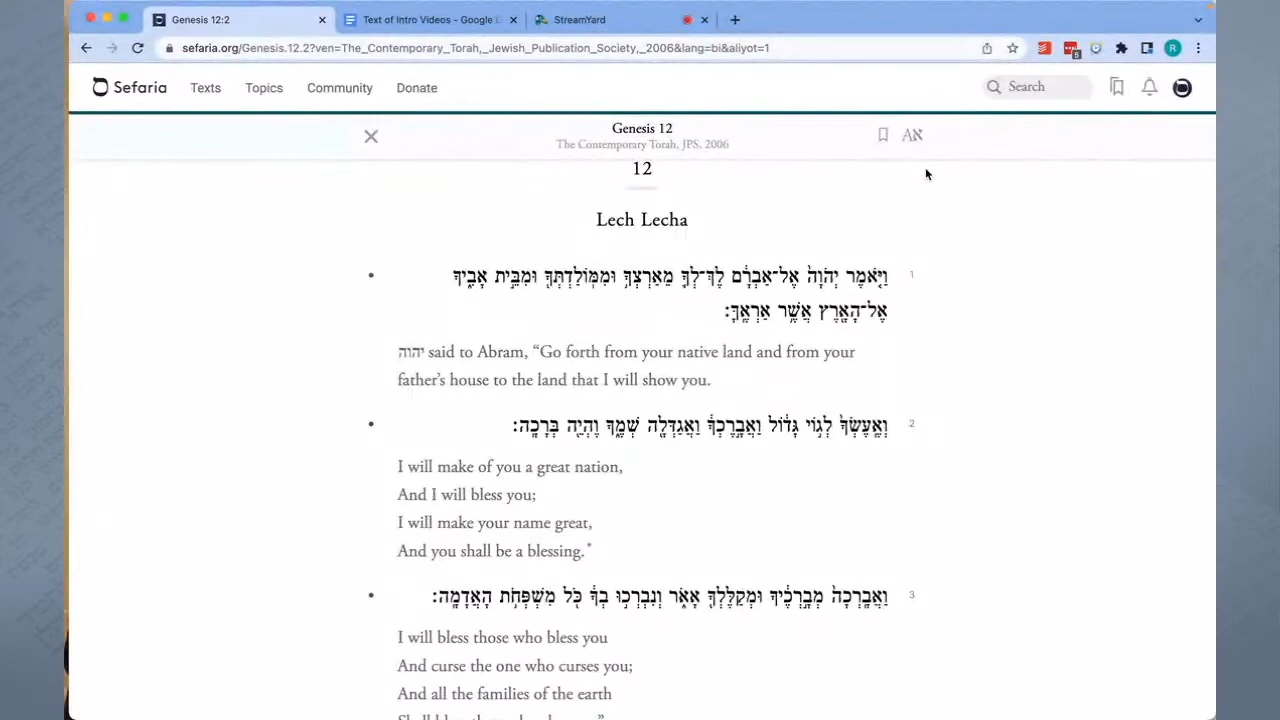 Genesis 12:2
Text of Intro Videos - Google
StreamYard
sefaria.org/Genesis.12.2?ven=The_Contemporary_Torah,_Jewish_Publication_Society,_2006&lang=bi&aliyot=1
5
R
Sefaria
Texts
Topics
Community
Donate
Search
Genesis 12
The Contemporary Torah, JPS, 2006
אA
12
Lech Lecha
וַיֹּ֤אמֶר יְהֹוָה֙ אֶל־אַבְרָ֔ם לֶךְ־לְךָ֛ מֵאַרְצְךָ֥ וּמִמּֽוֹלַדְתְּךָ֖ וּמִבֵּ֣ית אָבִ֑יךָ
1
אֶל־הָאָ֖רֶץ אֲשֶׁ֥ר אַרְאֶֽךָּ׃
יהוה said to Abram, “Go forth from your native land and from your
father’s house to the land that I will show you.
וְאֶֽעֶשְׂךָ֙ לְג֣וֹי גָּד֔וֹל וַאֲבָ֣רֶכְךָ֔ וַאֲגַדְּלָ֖ה שְׁמֶ֑ךָ וֶהְיֵ֖ה בְּרָכָֽה׃
2
I will make of you a great nation,
And I will bless you;
I will make your name great,
And you shall be a blessing.*
וַאֲבָֽרְכָה֙ מְבָ֣רְכֶ֔יךָ וּמְקַלֶּלְךָ֖ אָאֹ֑ר וְנִבְרְכ֣וּ בְךָ֔ כֹּ֖ל מִשְׁפְּחֹ֥ת הָאֲדָמָֽה׃
3
I will bless those who bless you
And curse the one who curses you;
And all the families of the earth